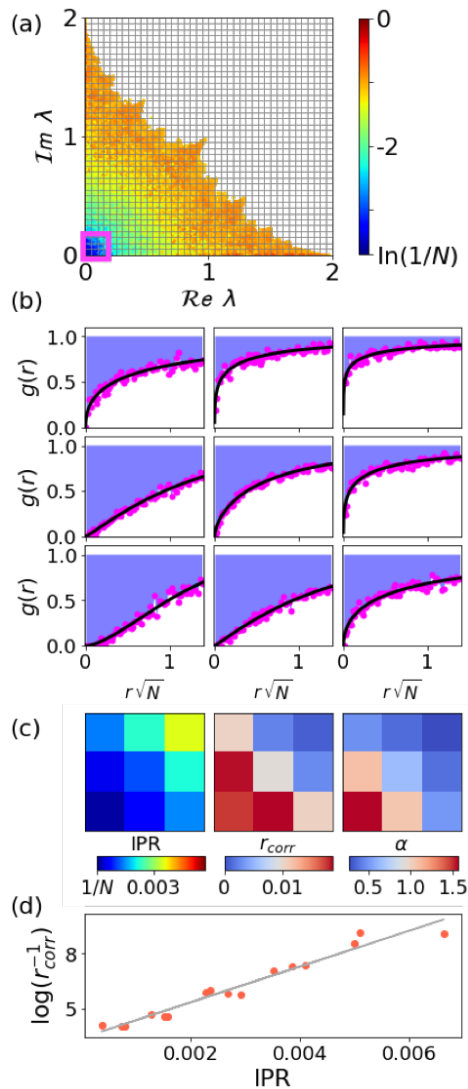 (a)
2
1
0
Im λ
0 1 2
Re λ
0
-2
ln(1/N)
(b)
1.0
0.5
0.0
g(r)
1.0
0.5
0.0
g(r)
1.0
0.5
0.0
g(r)
0 1 0 1 0 1
r√N r√N r√N
(c)
IPR r_corr α
1/N 0.003 0 0.01 0.5 1.0 1.5
(d)
8
5
log(r_corr^-1)
0.002 0.004 0.006
IPR